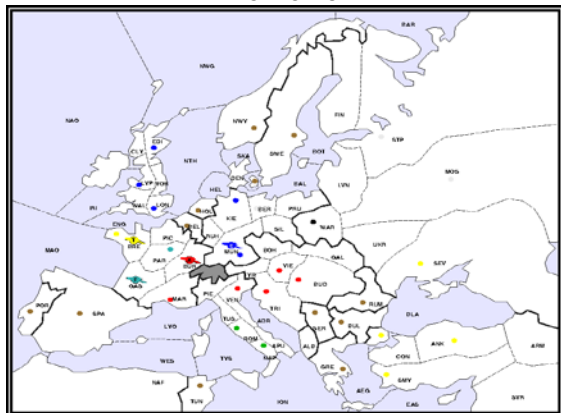 BAR
NWG
NAO
FIN
NWY
STP
SWE
EDI
CLY
BOT
SKA
MOS
NTH
DEN
LVN
BAL
LVP
YOR
HEL
WAL
LON
HOL
KIE
BER
PRU
IRI
ENG
BEL
RUH
SIL
WAR
PIC
UKR
BRE
MUN
BOH
GAL
MAO
PAR
BUR
VIE
SEV
GAS
BUD
MAR
PIE
VEN
TRI
RUM
POR
SPA
TUS
ADR
SER
BUL
BLA
LYO
ROM
APU
ALB
ANK
ARM
WES
TYS
CON
NAF
GRE
SMY
TUN
ION
AEG
EAS